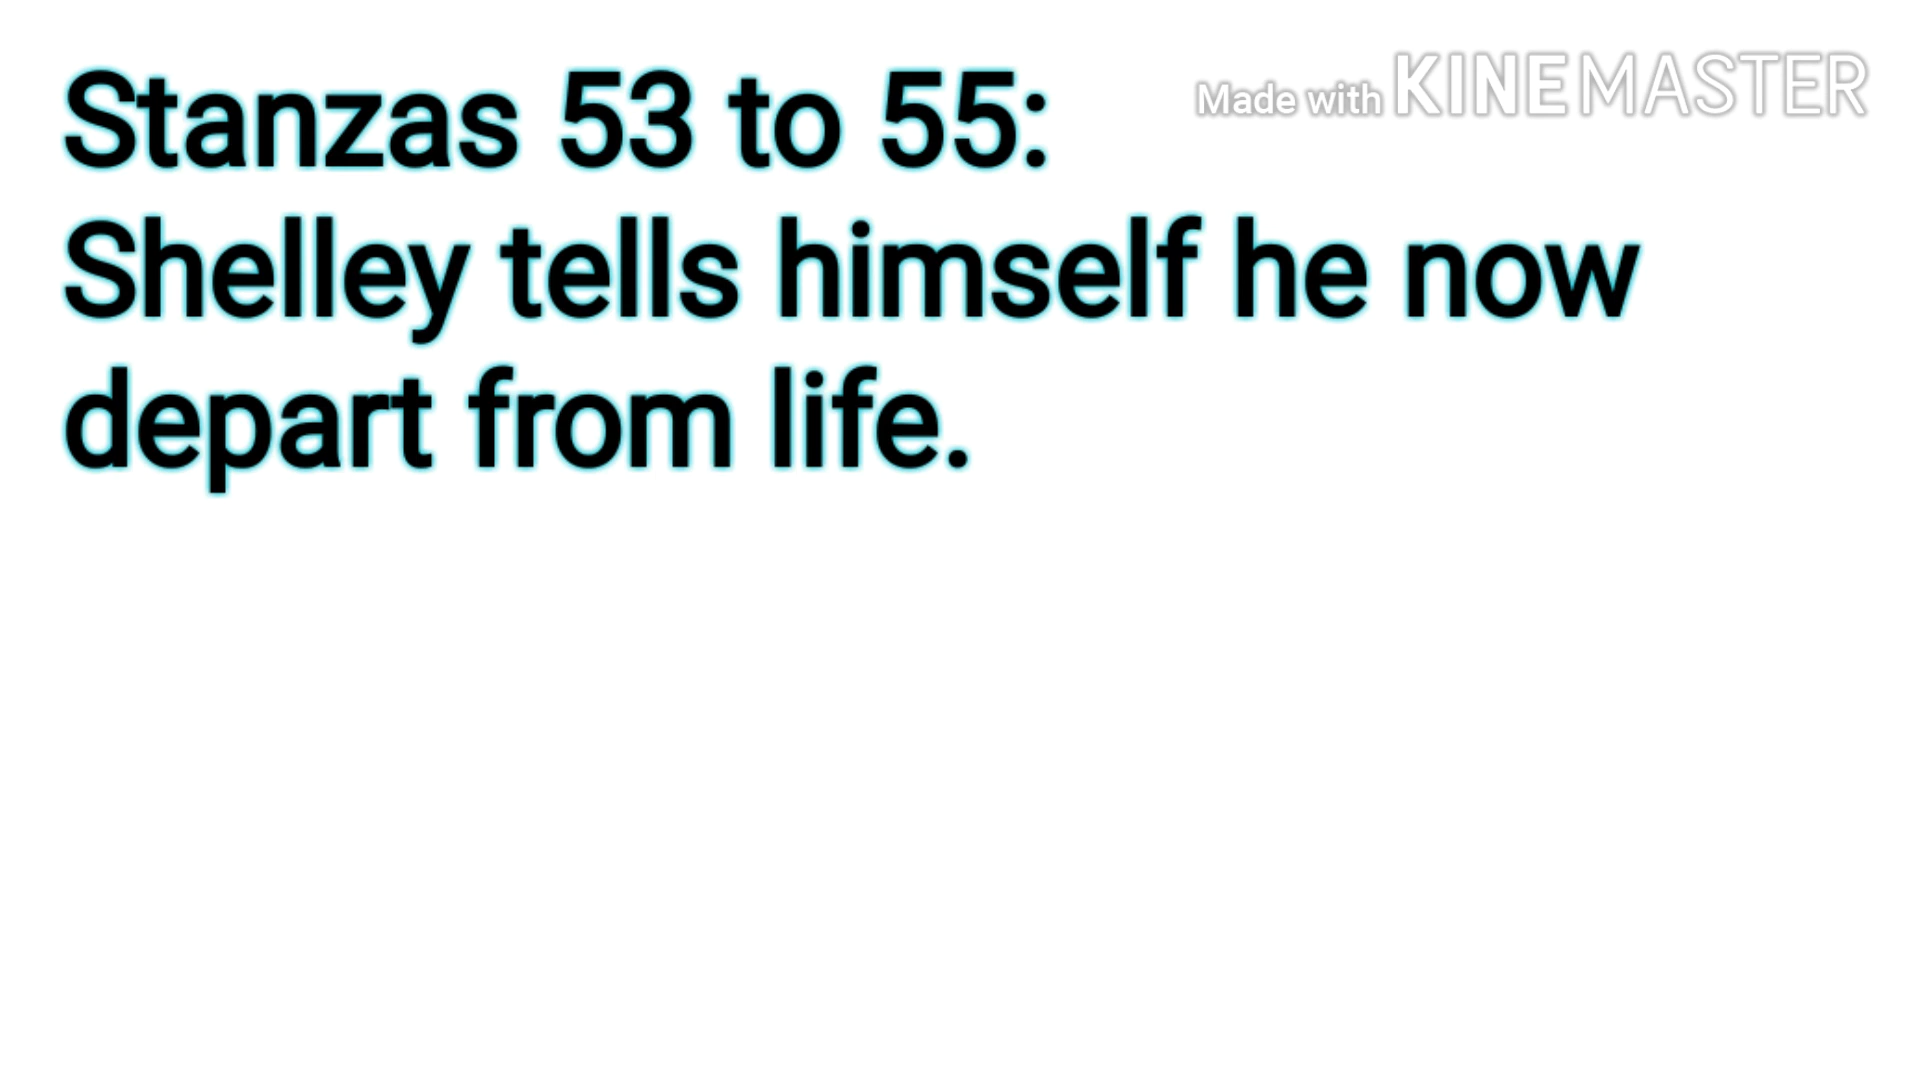 Stanzas 53 to 55:
Made with KINEMASTER
Shelley tells himself he now
depart from life.